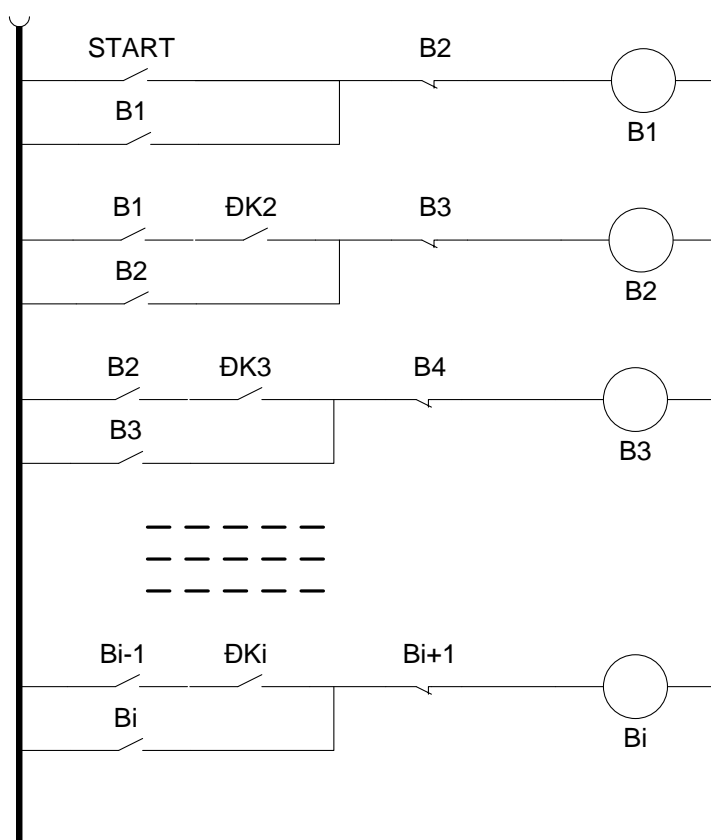 START B2
B1 B1
B1 ĐK2 B3
B2 B2
B2 ĐK3 B4
B3 B3
Bi-1 ĐKi Bi+1
Bi Bi